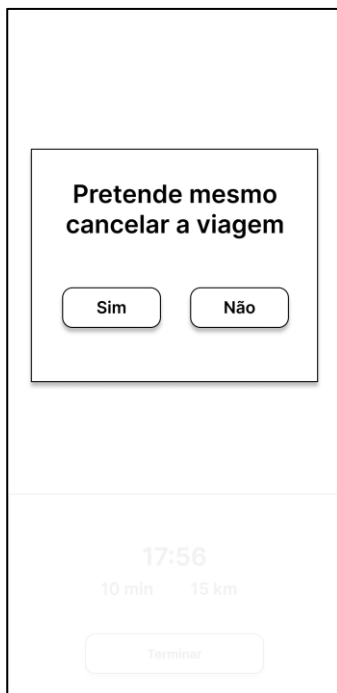 Pretende mesmo
cancelar a viagem
Sim Não
17:56
10 min 15 km
Terminar